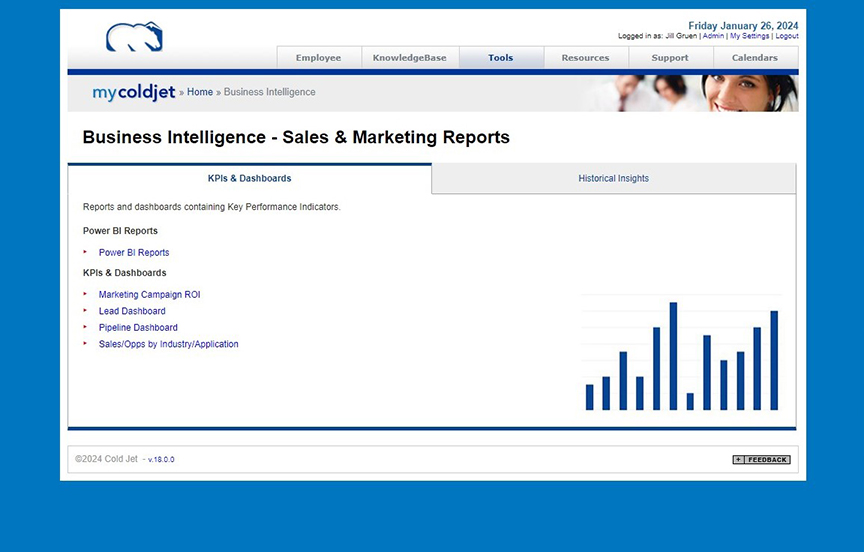 Friday January 26, 2024
Logged in as: Jill Gruen | Admin | My Settings | Logout
Employee KnowledgeBase Tools Resources Support Calendars
mycoldjet » Home » Business Intelligence
Business Intelligence - Sales & Marketing Reports
KPIs & Dashboards Historical Insights
Reports and dashboards containing Key Performance Indicators.
Power BI Reports
Power BI Reports
KPIs & Dashboards
Marketing Campaign ROI
Lead Dashboard
Pipeline Dashboard
Sales/Opps by Industry/Application
©2024 Cold Jet - v.18.0.0 + FEEDBACK